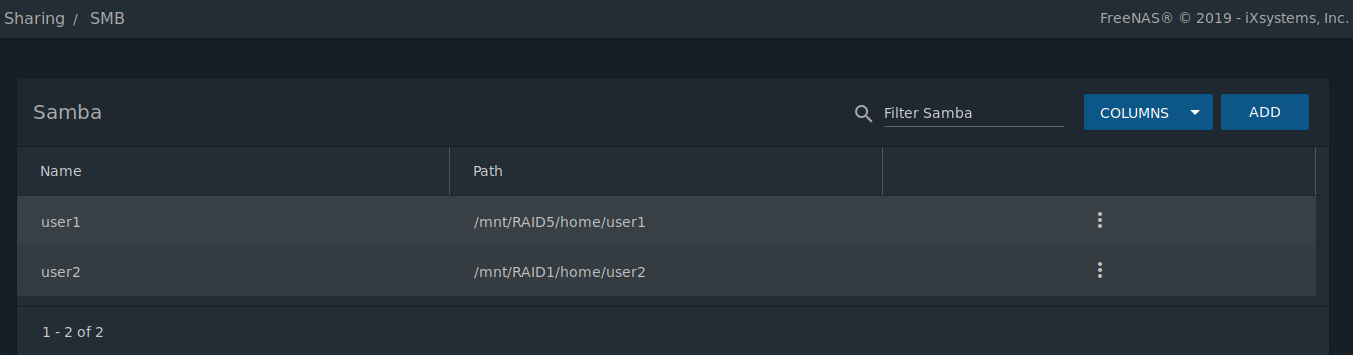 Sharing / SMB FreeNAS® © 2019 - iXsystems, Inc.
Samba Filter Samba COLUMNS ADD
Name Path
user1 /mnt/RAID5/home/user1
user2 /mnt/RAID1/home/user2
1 - 2 of 2